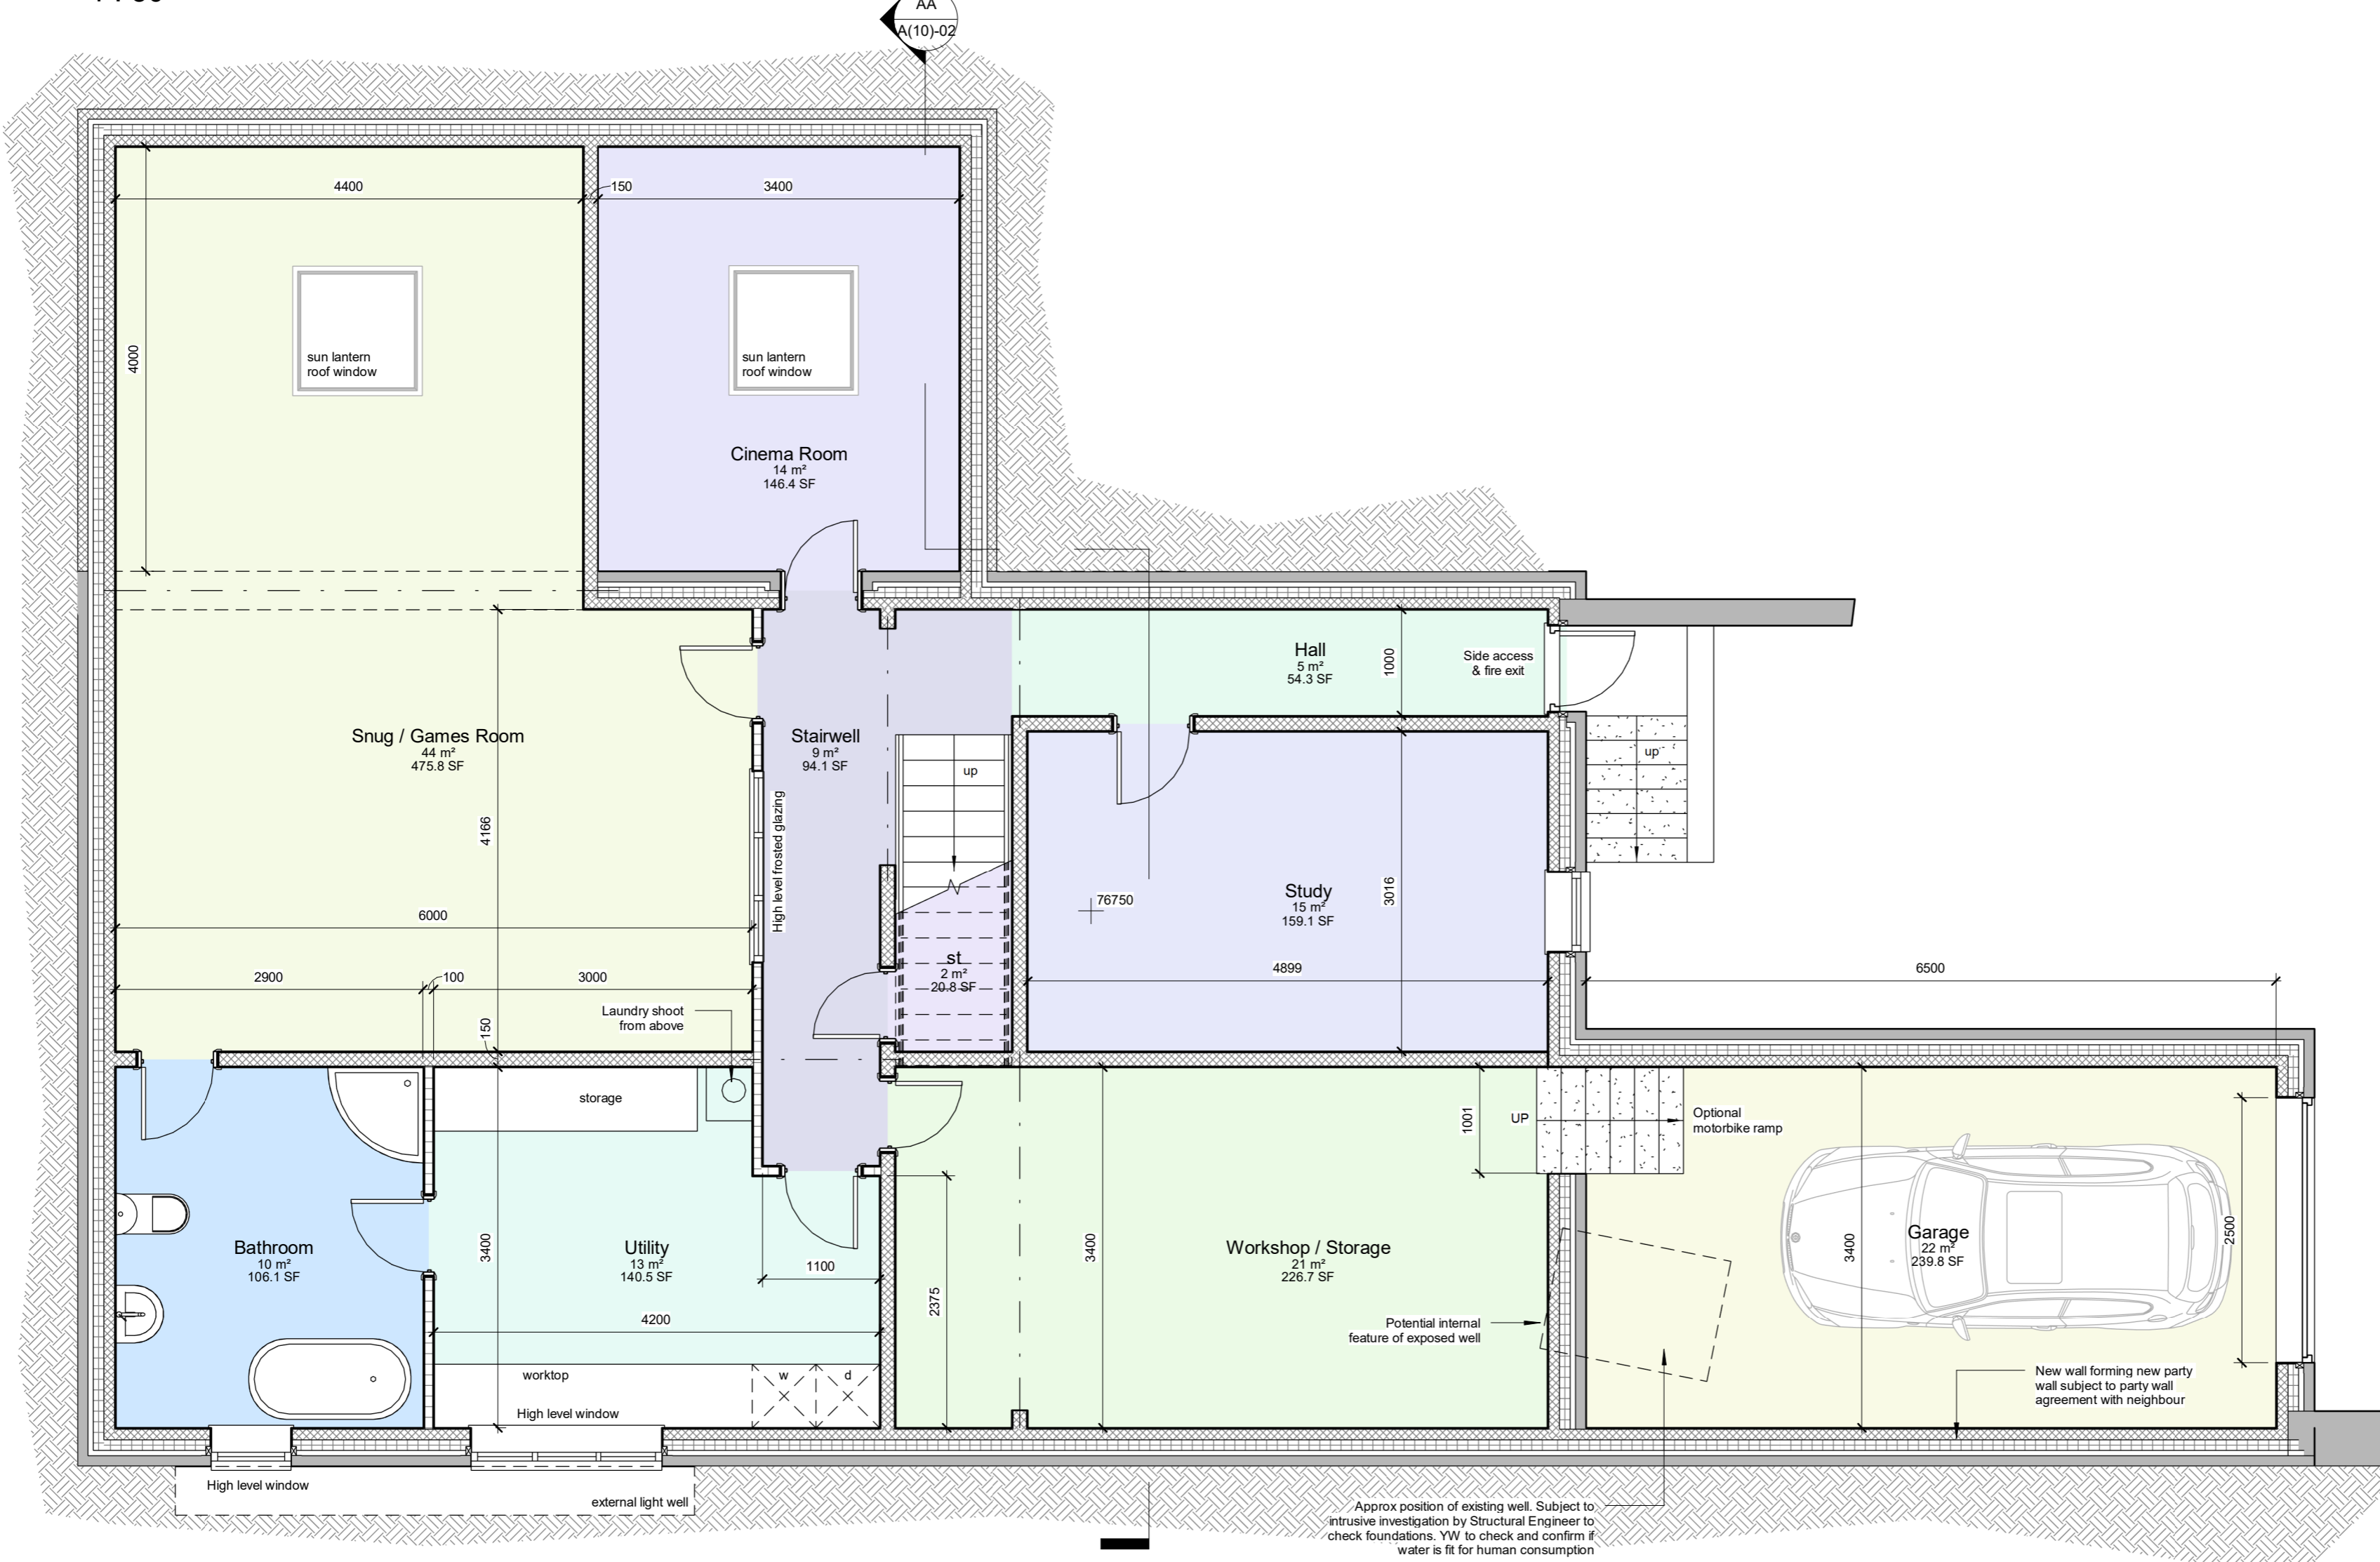 AA
A(10)-02
4400
150
3400
4000
sun lantern
roof window
sun lantern
roof window
Cinema Room
14 m²
146.4 SF
Hall
5 m²
54.3 SF
1000
Side access
& fire exit
Snug / Games Room
44 m²
475.8 SF
Stairwell
9 m²
94.1 SF
up
up
High level frosted glazing
4166
6000
76750
Study
15 m²
159.1 SF
3016
st
2 m²
20.8 SF
4899
6500
2900
100
3000
Laundry shoot
from above
150
storage
1001
UP
Optional
motorbike ramp
Bathroom
10 m²
106.1 SF
3400
Utility
13 m²
140.5 SF
1100
4200
2375
3400
Workshop / Storage
21 m²
226.7 SF
3400
Garage
22 m²
239.8 SF
2500
Potential internal
feature of exposed well
worktop
w
d
High level window
New wall forming new party
wall subject to party wall
agreement with neighbour
High level window
external light well
Approx position of existing well. Subject to
intrusive investigation by Structural Engineer to
check foundations. YW to check and confirm if
water is fit for human consumption